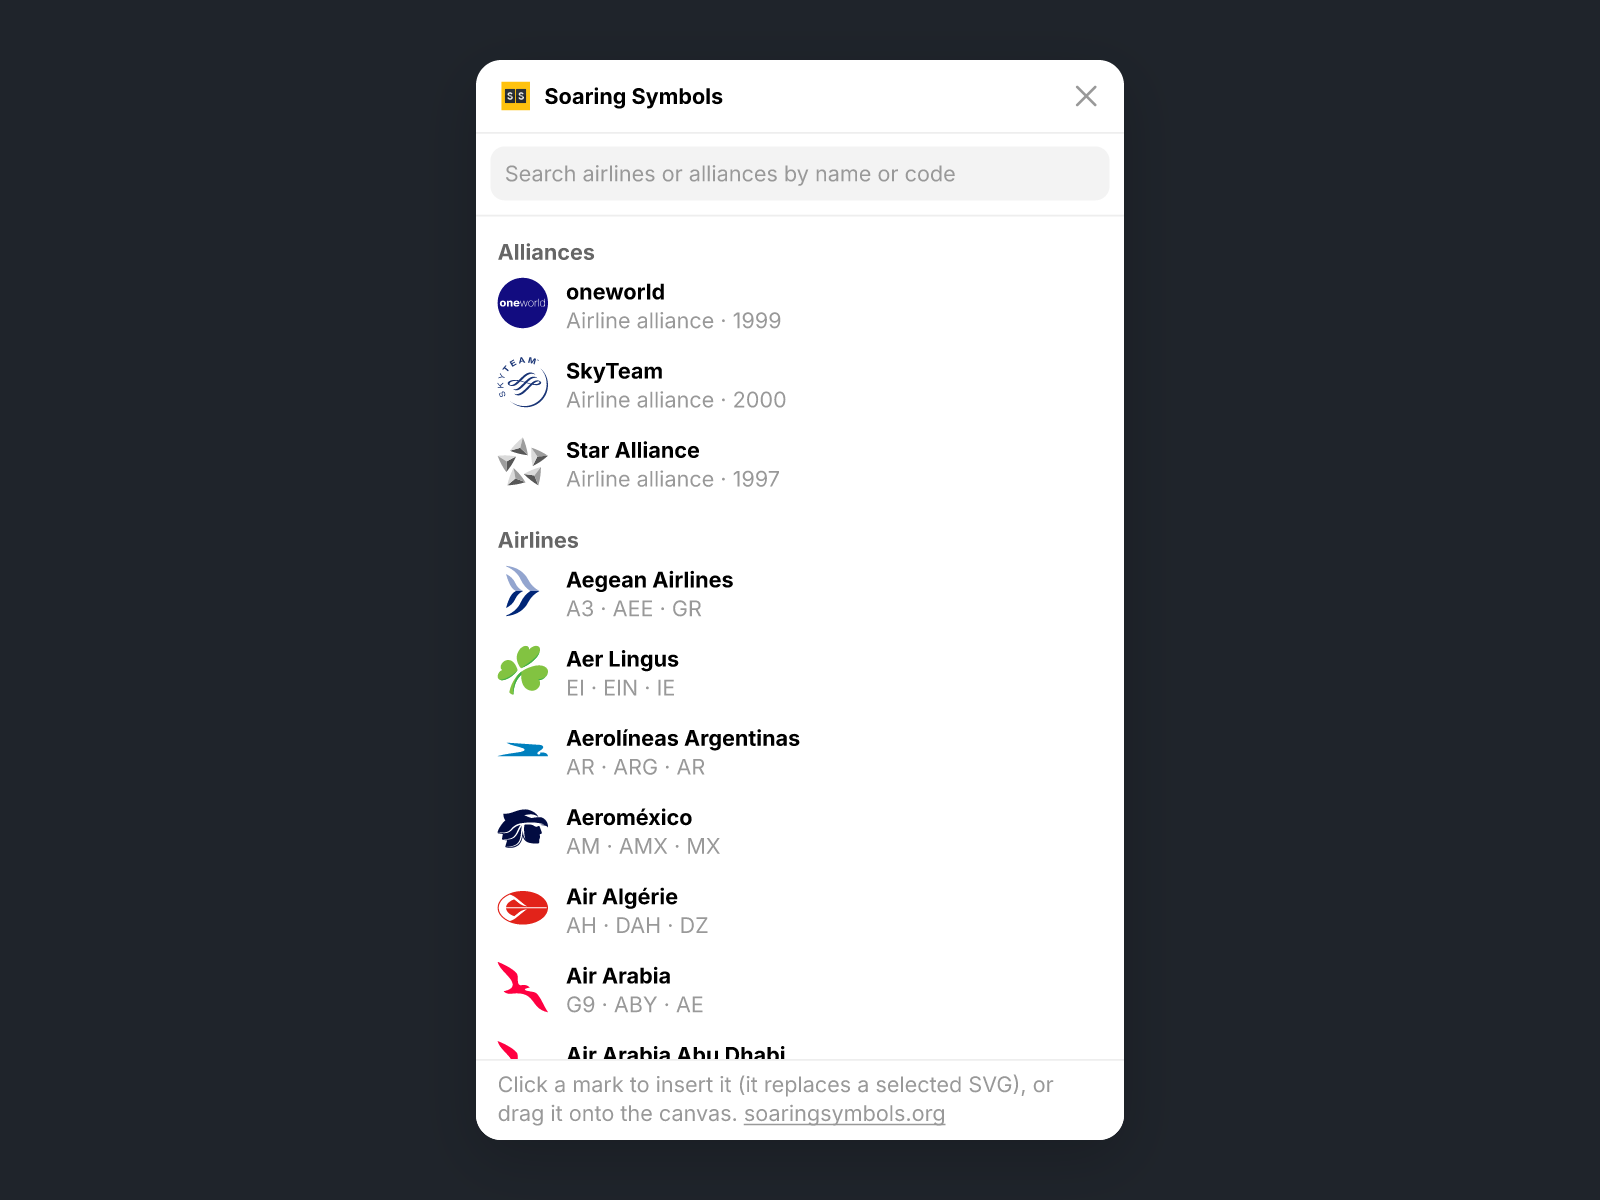 SS Soaring Symbols
Search airlines or alliances by name or code
Alliances
oneworld
oneworld
Airline alliance · 1999
SKYTEAM
SkyTeam
Airline alliance · 2000
Star Alliance
Airline alliance · 1997
Airlines
Aegean Airlines
A3 · AEE · GR
Aer Lingus
EI · EIN · IE
Aerolíneas Argentinas
AR · ARG · AR
Aeroméxico
AM · AMX · MX
Air Algérie
AH · DAH · DZ
Air Arabia
G9 · ABY · AE
Air Arabia Abu Dhabi
Click a mark to insert it (it replaces a selected SVG), or
drag it onto the canvas. soaringsymbols.org